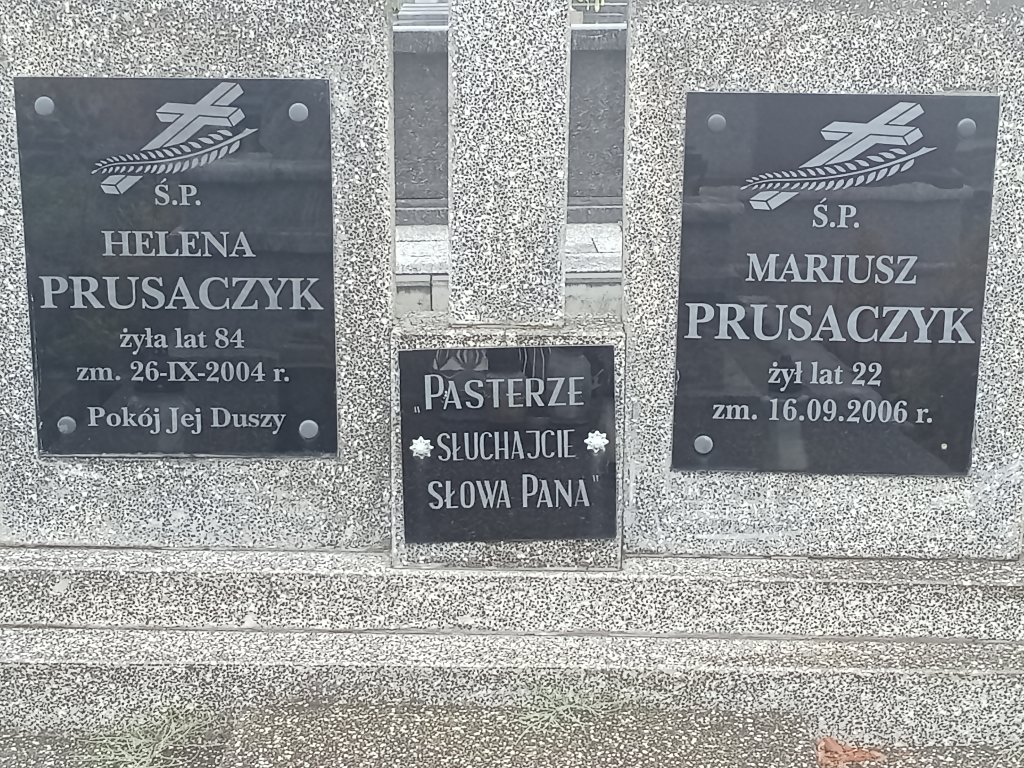 Ś.P.
HELENA
PRUSACZYK
żyła lat 84
zm. 26-IX-2004 r.
Pokój Jej Duszy
„PASTERZE
SŁUCHAJCIE
SŁOWA PANA"
Ś.P.
MARIUSZ
PRUSACZYK
żył lat 22
zm. 16.09.2006 r.